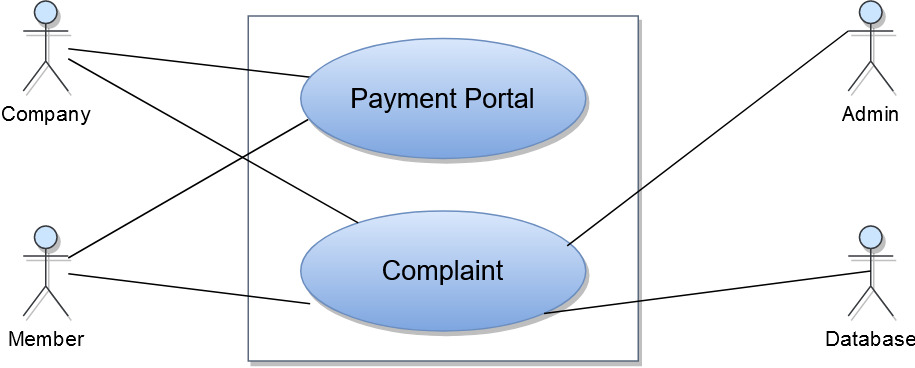 Payment Portal
Company
Admin
Complaint
Member
Database